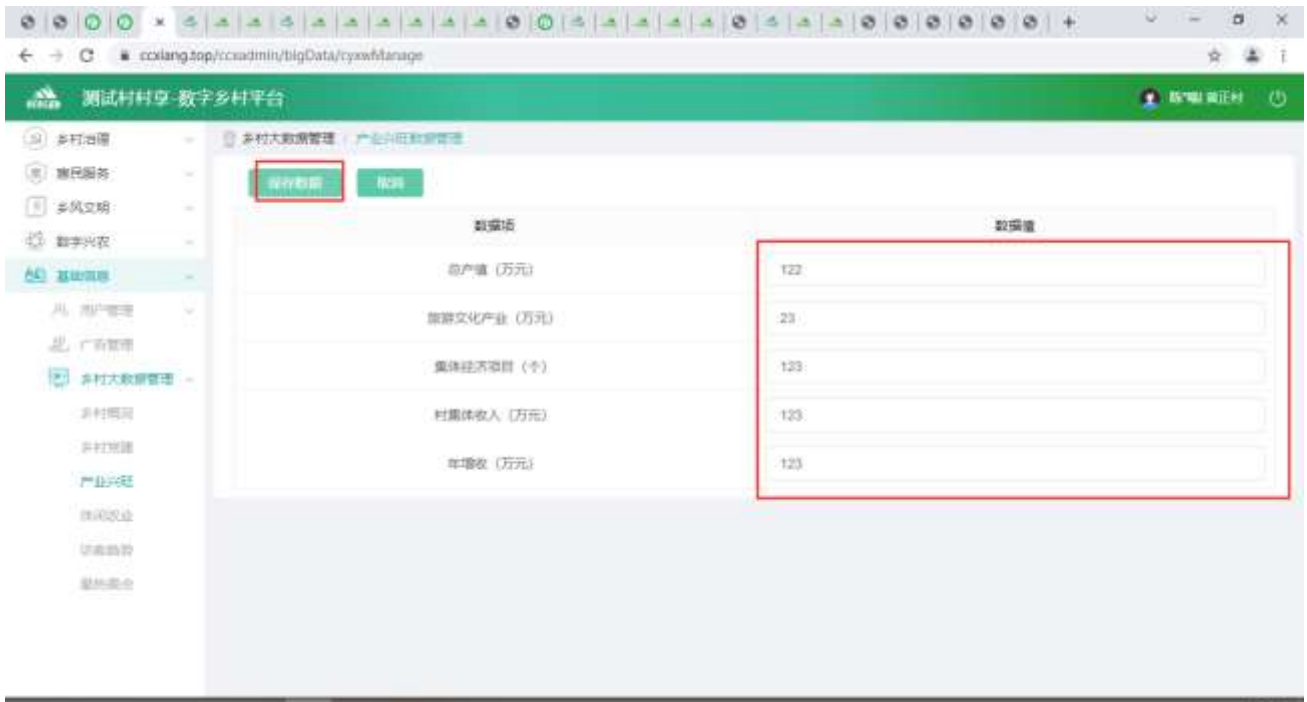 ccxiang.top/ccxadmin/bigData/cyxwManage
测试村村享-数字乡村平台
乡村治理
乡村大数据管理 / 产业兴旺数据管理
惠民服务
保存数据
取消
乡风文明
数据项
数据值
数字兴农
总产值（万元）
122
基础信息
用户管理
旅游文化产业（万元）
23
广告管理
集体经济项目（个）
123
乡村大数据管理
乡村概况
村集体收入（万元）
123
乡村党建
年增收（万元）
123
产业兴旺
休闲农业